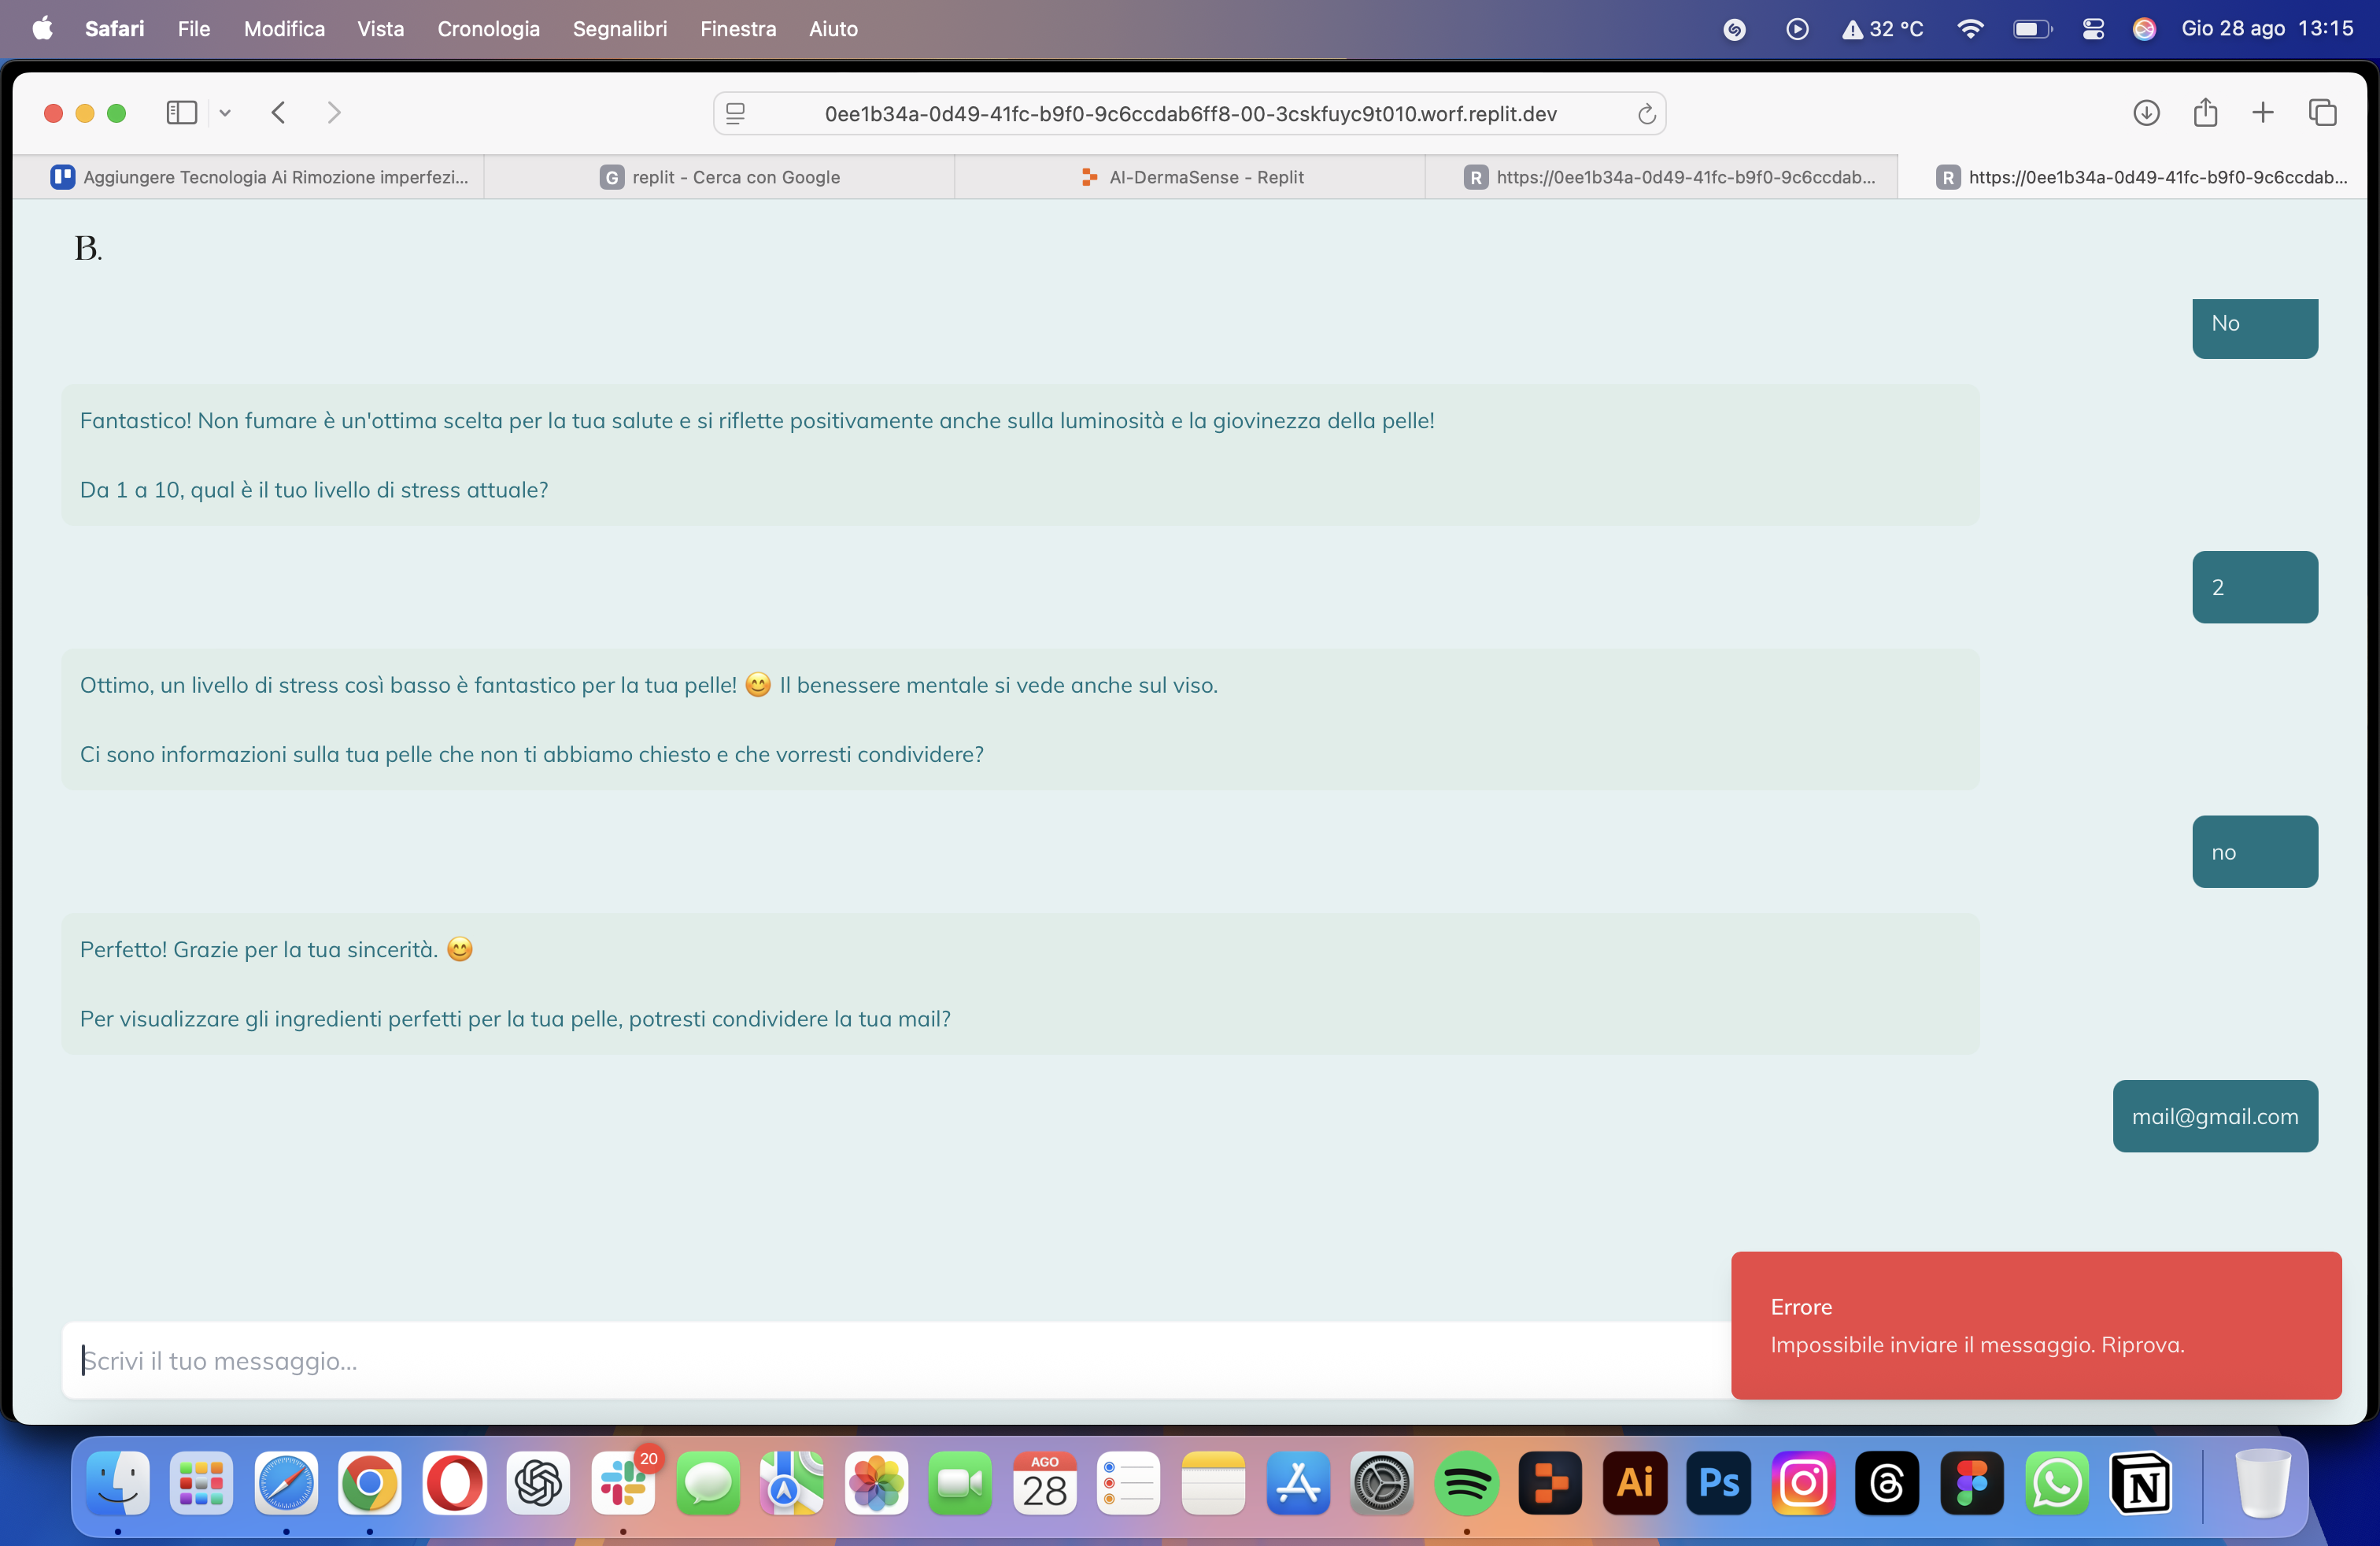 Safari File Modifica Vista Cronologia Segnalibri Finestra Aiuto 32 °C Gio 28 ago 13:15
0ee1b34a-0d49-41fc-b9f0-9c6ccdab6ff8-00-3cskfuyc9t010.worf.replit.dev
Aggiungere Tecnologia Ai Rimozione imperfezi... G replit - Cerca con Google AI-DermaSense - Replit R https://0ee1b34a-0d49-41fc-b9f0-9c6ccdab... R https://0ee1b34a-0d49-41fc-b9f0-9c6ccdab...
B.
No
Fantastico! Non fumare è un'ottima scelta per la tua salute e si riflette positivamente anche sulla luminosità e la giovinezza della pelle!
Da 1 a 10, qual è il tuo livello di stress attuale?
2
Ottimo, un livello di stress così basso è fantastico per la tua pelle! 😊 Il benessere mentale si vede anche sul viso.
Ci sono informazioni sulla tua pelle che non ti abbiamo chiesto e che vorresti condividere?
no
Perfetto! Grazie per la tua sincerità. 😊
Per visualizzare gli ingredienti perfetti per la tua pelle, potresti condividere la tua mail?
mail@gmail.com
Errore
Impossibile inviare il messaggio. Riprova.
Scrivi il tuo messaggio...
20
AGO
28
Ai
Ps
N